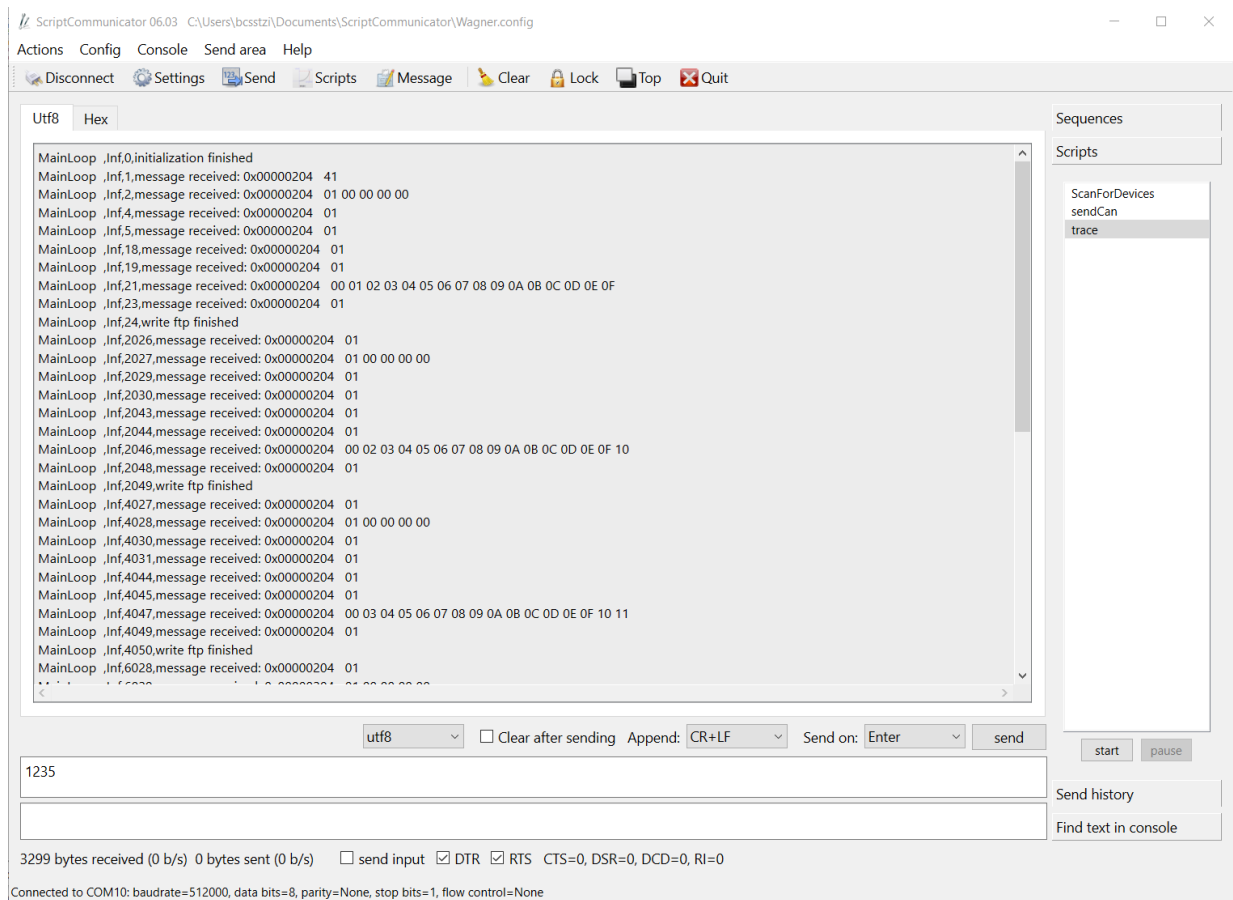 ScriptCommunicator 06.03 C:\Users\bcsstzi\Documents\ScriptCommunicator\Wagner.config
Actions Config Console Send area Help
Disconnect Settings Send Scripts Message Clear Lock Top Quit
Utf8 Hex
MainLoop ,Inf,0,initialization finished
MainLoop ,Inf,1,message received: 0x00000204 41
MainLoop ,Inf,2,message received: 0x00000204 01 00 00 00 00
MainLoop ,Inf,4,message received: 0x00000204 01
MainLoop ,Inf,5,message received: 0x00000204 01
MainLoop ,Inf,18,message received: 0x00000204 01
MainLoop ,Inf,19,message received: 0x00000204 01
MainLoop ,Inf,21,message received: 0x00000204 00 01 02 03 04 05 06 07 08 09 0A 0B 0C 0D 0E 0F
MainLoop ,Inf,23,message received: 0x00000204 01
MainLoop ,Inf,24,write ftp finished
MainLoop ,Inf,2026,message received: 0x00000204 01
MainLoop ,Inf,2027,message received: 0x00000204 01 00 00 00 00
MainLoop ,Inf,2029,message received: 0x00000204 01
MainLoop ,Inf,2030,message received: 0x00000204 01
MainLoop ,Inf,2043,message received: 0x00000204 01
MainLoop ,Inf,2044,message received: 0x00000204 01
MainLoop ,Inf,2046,message received: 0x00000204 00 02 03 04 05 06 07 08 09 0A 0B 0C 0D 0E 0F 10
MainLoop ,Inf,2048,message received: 0x00000204 01
MainLoop ,Inf,2049,write ftp finished
MainLoop ,Inf,4027,message received: 0x00000204 01
MainLoop ,Inf,4028,message received: 0x00000204 01 00 00 00 00
MainLoop ,Inf,4030,message received: 0x00000204 01
MainLoop ,Inf,4031,message received: 0x00000204 01
MainLoop ,Inf,4044,message received: 0x00000204 01
MainLoop ,Inf,4045,message received: 0x00000204 01
MainLoop ,Inf,4047,message received: 0x00000204 00 03 04 05 06 07 08 09 0A 0B 0C 0D 0E 0F 10 11
MainLoop ,Inf,4049,message received: 0x00000204 01
MainLoop ,Inf,4050,write ftp finished
MainLoop ,Inf,6028,message received: 0x00000204 01
Sequences
Scripts
ScanForDevices
sendCan
trace
start pause
Send history
Find text in console
utf8 Clear after sending Append: CR+LF Send on: Enter send
1235
3299 bytes received (0 b/s) 0 bytes sent (0 b/s) send input DTR RTS CTS=0, DSR=0, DCD=0, RI=0
Connected to COM10: baudrate=512000, data bits=8, parity=None, stop bits=1, flow control=None